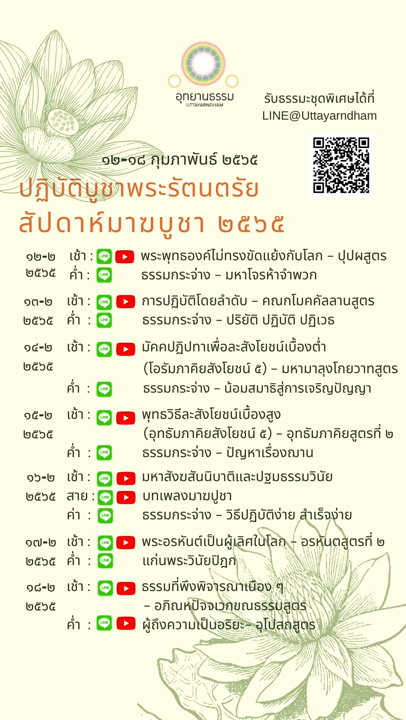 อุทยานธรรม
UTTAYARNDHAM
รับธรรมะชุดพิเศษได้ที่
LINE@Uttayarndham
๑๒-๑๘ กุมภาพันธ์ ๒๕๖๕
ปฏิบัติบูชาพระรัตนตรัย
สัปดาห์มาฆบูชา ๒๕๖๕
๑๒-๒ เช้า : พระพุทธองค์ไม่ทรงขัดแย้งกับโลก – ปุปผสูตร
๒๕๖๕ ค่ำ : ธรรมกระจ่าง – มหาโจรห้าจำพวก
๑๓-๒ เช้า : การปฏิบัติโดยลำดับ – คณกโมคคัลลานสูตร
๒๕๖๕ ค่ำ : ธรรมกระจ่าง – ปริยัติ ปฏิบัติ ปฏิเวธ
๑๔-๒ เช้า : มัคคปฏิปทาเพื่อละสังโยชน์เบื้องต่ำ
๒๕๖๕ (โอรัมภาคิยสังโยชน์ ๕) – มหามาลุงโกยวาทสูตร
ค่ำ : ธรรมกระจ่าง – น้อมสมาธิสู่การเจริญปัญญา
๑๕-๒ เช้า : พุทธวิธีละสังโยชน์เบื้องสูง
๒๕๖๕ (อุทธัมภาคิยสังโยชน์ ๕) – อุทธัมภาคิยสูตรที่ ๒
ค่ำ : ธรรมกระจ่าง – ปัญหาเรื่องฌาน
๑๖-๒ เช้า : มหาสังฆสันนิบาติและปฐมธรรมวินัย
๒๕๖๕ สาย : บทเพลงมาฆปูชา
ค่ำ : ธรรมกระจ่าง – วิธีปฏิบัติง่าย สำเร็จง่าย
๑๗-๒ เช้า : พระอรหันต์เป็นผู้เลิศในโลก – อรหันตสูตรที่ ๒
๒๕๖๕ ค่ำ : แก่นพระวินัยปิฎก
๑๘-๒ เช้า : ธรรมที่พึงพิจารณาเนือง ๆ
๒๕๖๕ – อภิณหปัจจเวกขณธรรมสูตร
ค่ำ : ผู้ถึงความเป็นอริยะ– อุโปสถสูตร